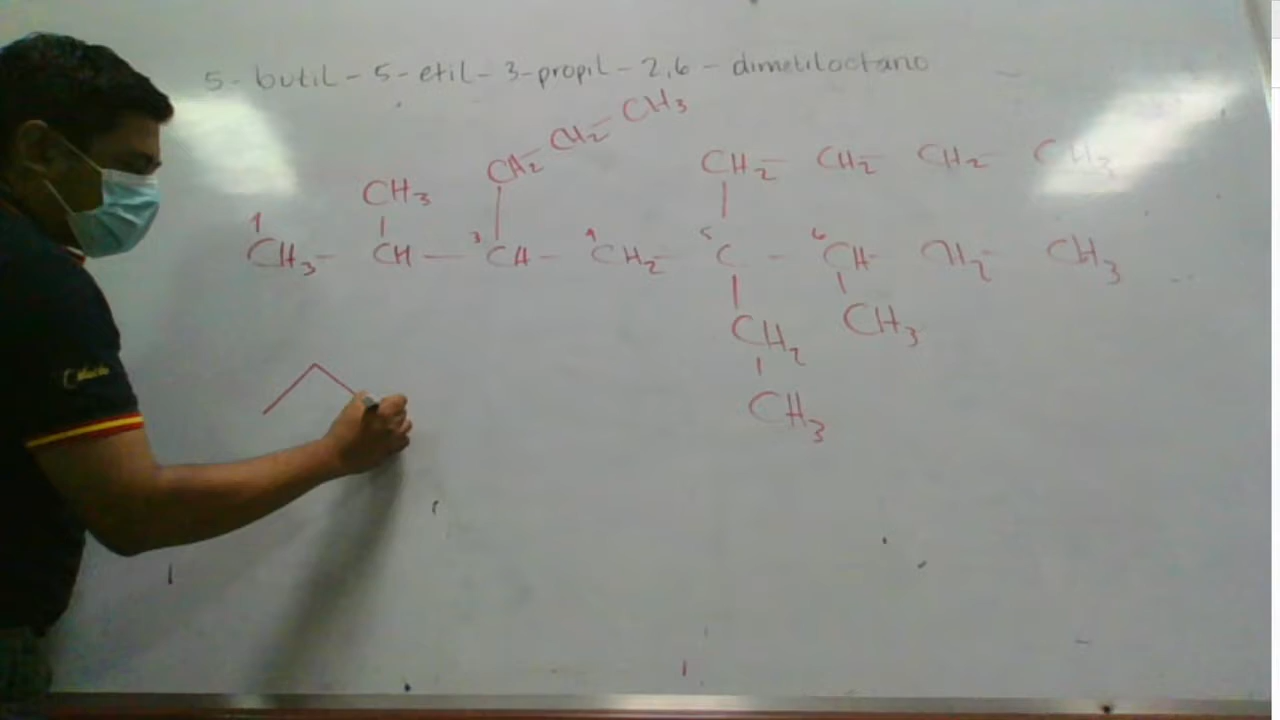 5-butil-5-etil-3-propil-2,6-dimetiloctano
CH3
CH2 CH2
CH3 CH2 - CH2 - CH2 - CH3
1 3 4 5 6
CH3 - CH - CH - CH2 - C - CH - H2 - CH3
CH2 CH3
CH3